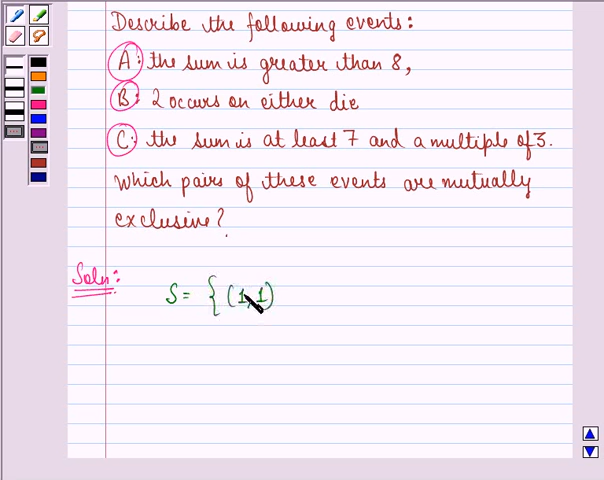 Describe the following events:
A: the sum is greater than 8,
B: 2 occurs on either die
C: the sum is at least 7 and a multiple of 3.
Which pairs of these events are mutually
exclusive?
Soln:
S = { (1,1)